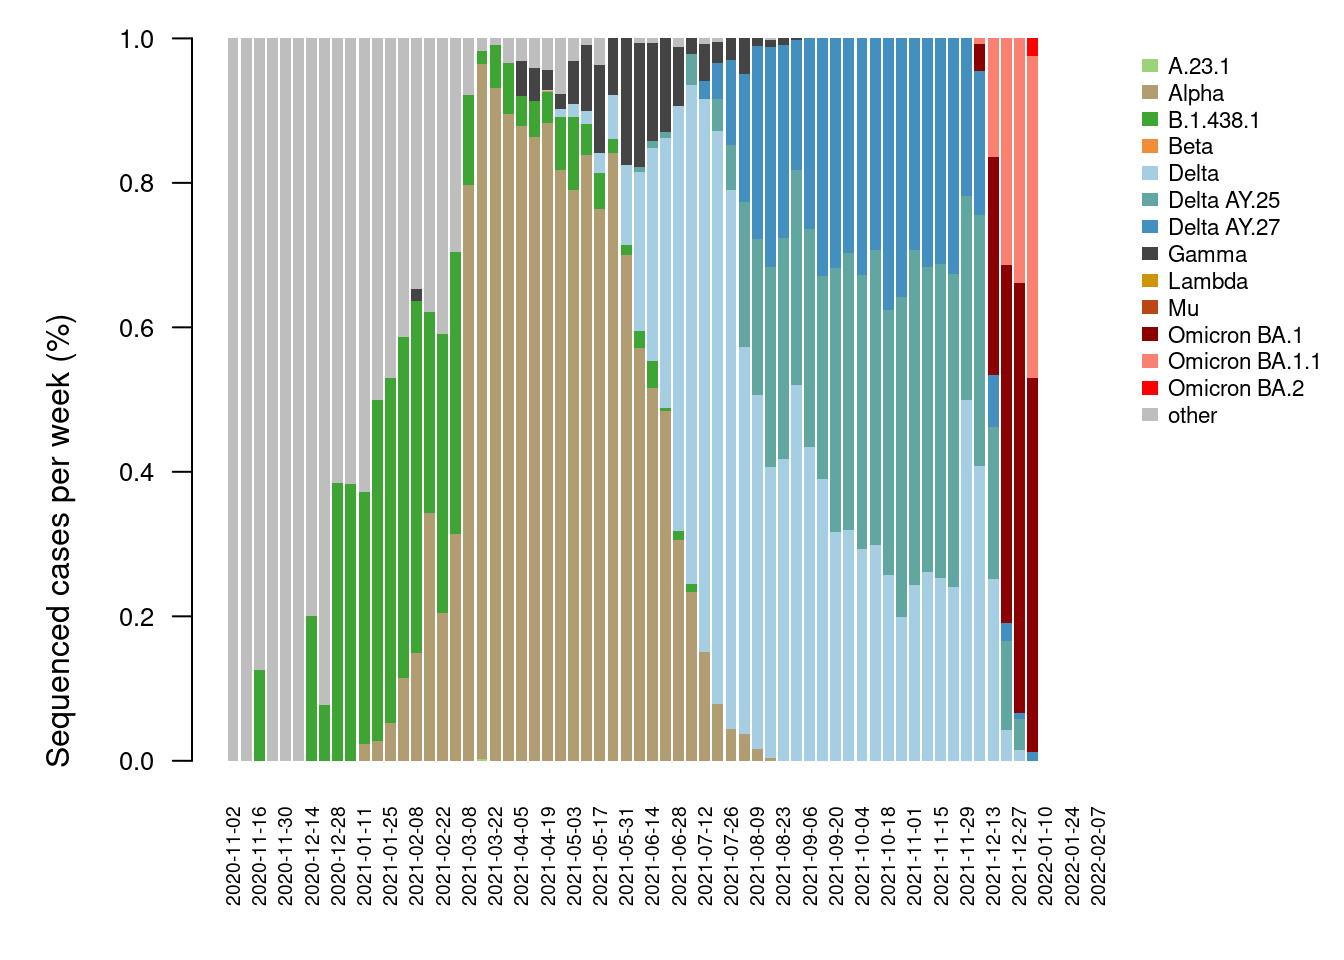 Sequenced cases per week (%)
1.0
0.8
0.6
0.4
0.2
0.0
2020-11-02
2020-11-16
2020-11-30
2020-12-14
2020-12-28
2021-01-11
2021-01-25
2021-02-08
2021-02-22
2021-03-08
2021-03-22
2021-04-05
2021-04-19
2021-05-03
2021-05-17
2021-05-31
2021-06-14
2021-06-28
2021-07-12
2021-07-26
2021-08-09
2021-08-23
2021-09-06
2021-09-20
2021-10-04
2021-10-18
2021-11-01
2021-11-15
2021-11-29
2021-12-13
2021-12-27
2022-01-10
2022-01-24
2022-02-07
A.23.1
Alpha
B.1.438.1
Beta
Delta
Delta AY.25
Delta AY.27
Gamma
Lambda
Mu
Omicron BA.1
Omicron BA.1.1
Omicron BA.2
other